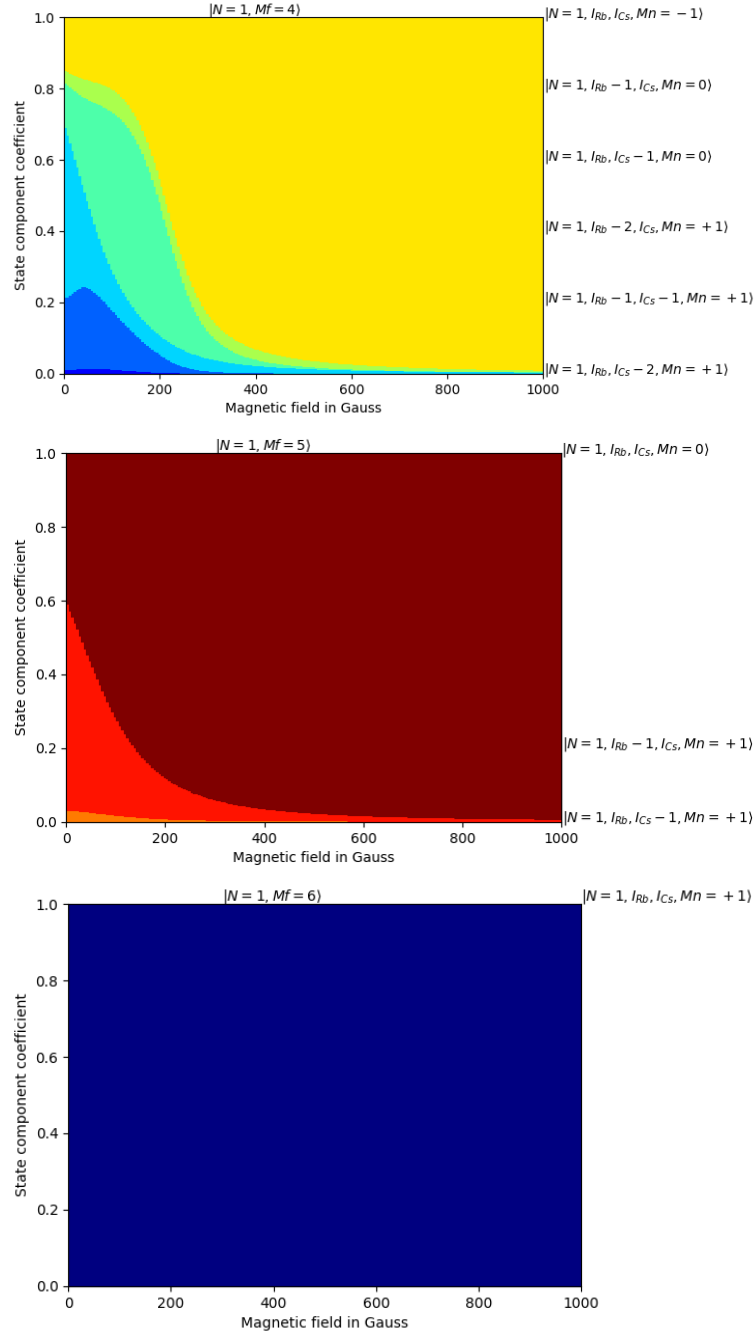 |N = 1, Mf = 4⟩
|N = 1, I_Rb, I_Cs, Mn = −1⟩
1.0
|N = 1, I_Rb − 1, I_Cs, Mn = 0⟩
0.8
|N = 1, I_Rb, I_Cs − 1, Mn = 0⟩
0.6
|N = 1, I_Rb − 2, I_Cs, Mn = +1⟩
0.4
|N = 1, I_Rb − 1, I_Cs − 1, Mn = +1⟩
0.2
|N = 1, I_Rb, I_Cs − 2, Mn = +1⟩
0.0
State component coefficient
0 200 400 600 800 1000
Magnetic field in Gauss
|N = 1, Mf = 5⟩
|N = 1, I_Rb, I_Cs, Mn = 0⟩
1.0
0.8
0.6
0.4
|N = 1, I_Rb − 1, I_Cs, Mn = +1⟩
0.2
|N = 1, I_Rb, I_Cs − 1, Mn = +1⟩
0.0
State component coefficient
0 200 400 600 800 1000
Magnetic field in Gauss
|N = 1, Mf = 6⟩
|N = 1, I_Rb, I_Cs, Mn = +1⟩
1.0
0.8
0.6
0.4
0.2
0.0
State component coefficient
0 200 400 600 800 1000
Magnetic field in Gauss